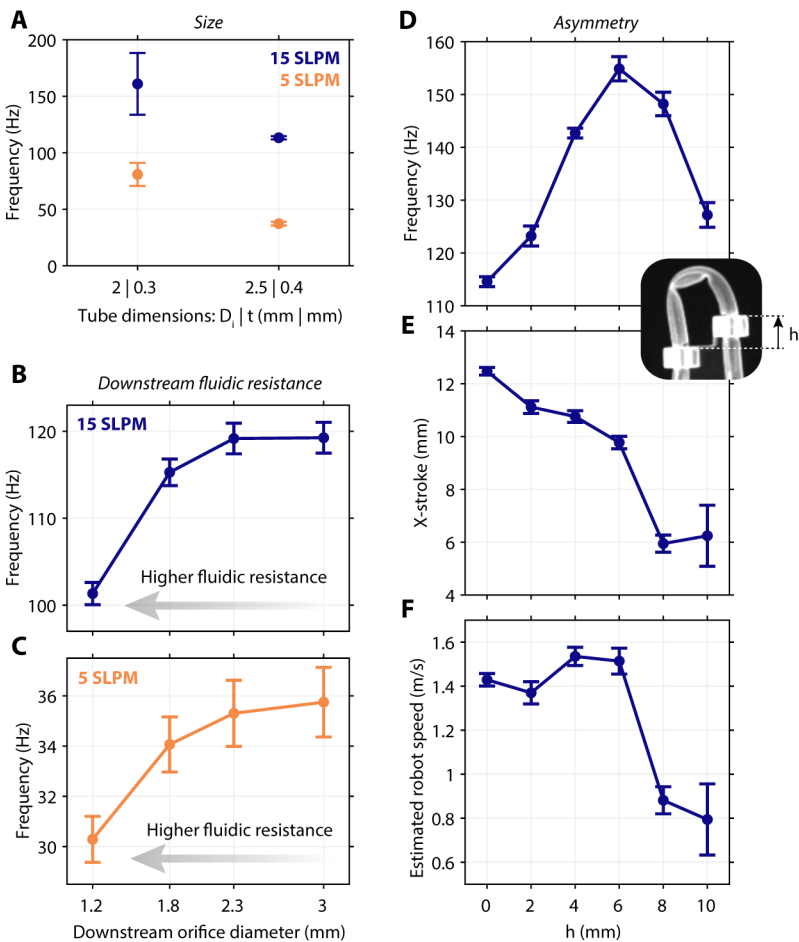 A
Size
200
150
100
50
0
Frequency (Hz)
15 SLPM
5 SLPM
2 | 0.3
2.5 | 0.4
Tube dimensions: Di | t (mm | mm)
B
Downstream fluidic resistance
15 SLPM
120
110
100
Frequency (Hz)
Higher fluidic resistance
C
5 SLPM
36
34
32
30
Frequency (Hz)
Higher fluidic resistance
1.2
1.8
2.3
3
Downstream orifice diameter (mm)
D
Asymmetry
160
150
140
130
120
110
Frequency (Hz)
h
E
14
12
10
8
6
4
X-stroke (mm)
F
1.6
1.4
1.2
1
0.8
0.6
Estimated robot speed (m/s)
0
2
4
6
8
10
h (mm)